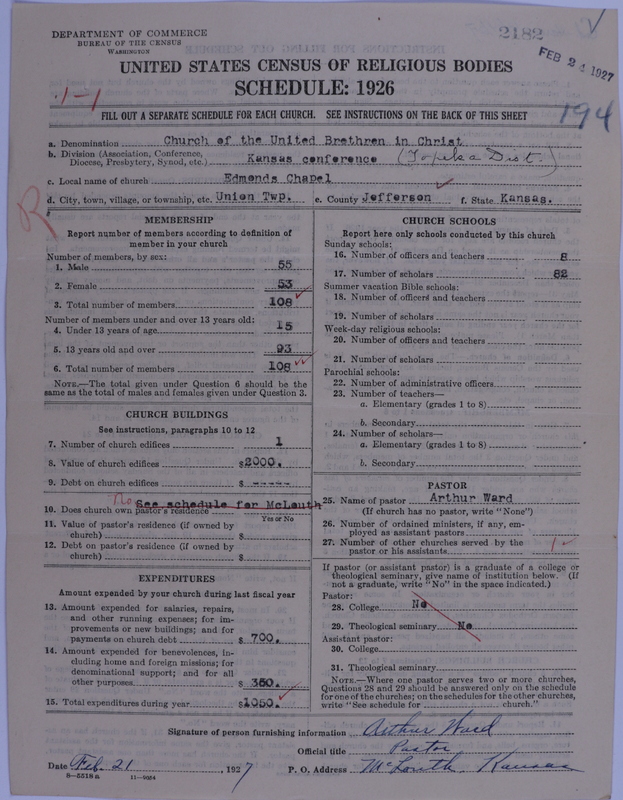 DEPARTMENT OF COMMERCE
BUREAU OF THE CENSUS
WASHINGTON
2182
FEB 24 1927
UNITED STATES CENSUS OF RELIGIOUS BODIES
SCHEDULE: 1926
1-1
194
FILL OUT A SEPARATE SCHEDULE FOR EACH CHURCH. SEE INSTRUCTIONS ON THE BACK OF THIS SHEET
a. Denomination Church of the United Brethren in Christ
b. Division (Association, Conference, Diocese, Presbytery, Synod, etc.) Kansas conference (Topeka Dist.)
c. Local name of church Edmonds Chapel
d. City, town, village, or township, etc. Union Twp. e. County Jefferson f. State Kansas.
R
MEMBERSHIP
Report number of members according to definition of
member in your church
Number of members, by sex:
1. Male 55
2. Female 53
3. Total number of members 108
Number of members under and over 13 years old:
4. Under 13 years of age 15
5. 13 years old and over 93
6. Total number of members 108
NOTE.—The total given under Question 6 should be the
same as the total of males and females given under Question 3.
CHURCH BUILDINGS
See instructions, paragraphs 10 to 12
7. Number of church edifices 1
8. Value of church edifices $2000.
9. Debt on church edifices $ -----
No See schedule for McLouth
10. Does church own pastor's residence
Yes or No
11. Value of pastor's residence (if owned by
church) $
12. Debt on pastor's residence (if owned by
church) $
EXPENDITURES
Amount expended by your church during last fiscal year
13. Amount expended for salaries, repairs,
and other running expenses; for im-
provements or new buildings; and for
payments on church debt $ 700.
14. Amount expended for benevolences, in-
cluding home and foreign missions; for
denominational support; and for all
other purposes $ 350.
15. Total expenditures during year $1050.
CHURCH SCHOOLS
Report here only schools conducted by this church
Sunday schools:
16. Number of officers and teachers 8
17. Number of scholars 82
Summer vacation Bible schools:
18. Number of officers and teachers
19. Number of scholars
Week-day religious schools:
20. Number of officers and teachers
21. Number of scholars
Parochial schools:
22. Number of administrative officers
23. Number of teachers—
a. Elementary (grades 1 to 8)
b. Secondary
24. Number of scholars—
a. Elementary (grades 1 to 8)
b. Secondary
PASTOR
25. Name of pastor Arthur Ward
(If church has no pastor, write "None")
26. Number of ordained ministers, if any, em-
ployed as assistant pastors
27. Number of other churches served by the
pastor or his assistants 1
If pastor (or assistant pastor) is a graduate of a college or
theological seminary, give name of institution below. (If
not a graduate, write "No" in the space indicated.)
Pastor:
28. College No
29. Theological seminary No
Assistant pastor:
30. College
31. Theological seminary
NOTE.—Where one pastor serves two or more churches,
Questions 28 and 29 should be answered only on the schedule
for one of the churches; on the schedules for the other churches,
write "See schedule for church."
Signature of person furnishing information Arthur Ward
Official title Pastor
Date Feb. 21, 1927 P. O. Address McLouth, Kansas
8-5518a 11-9054